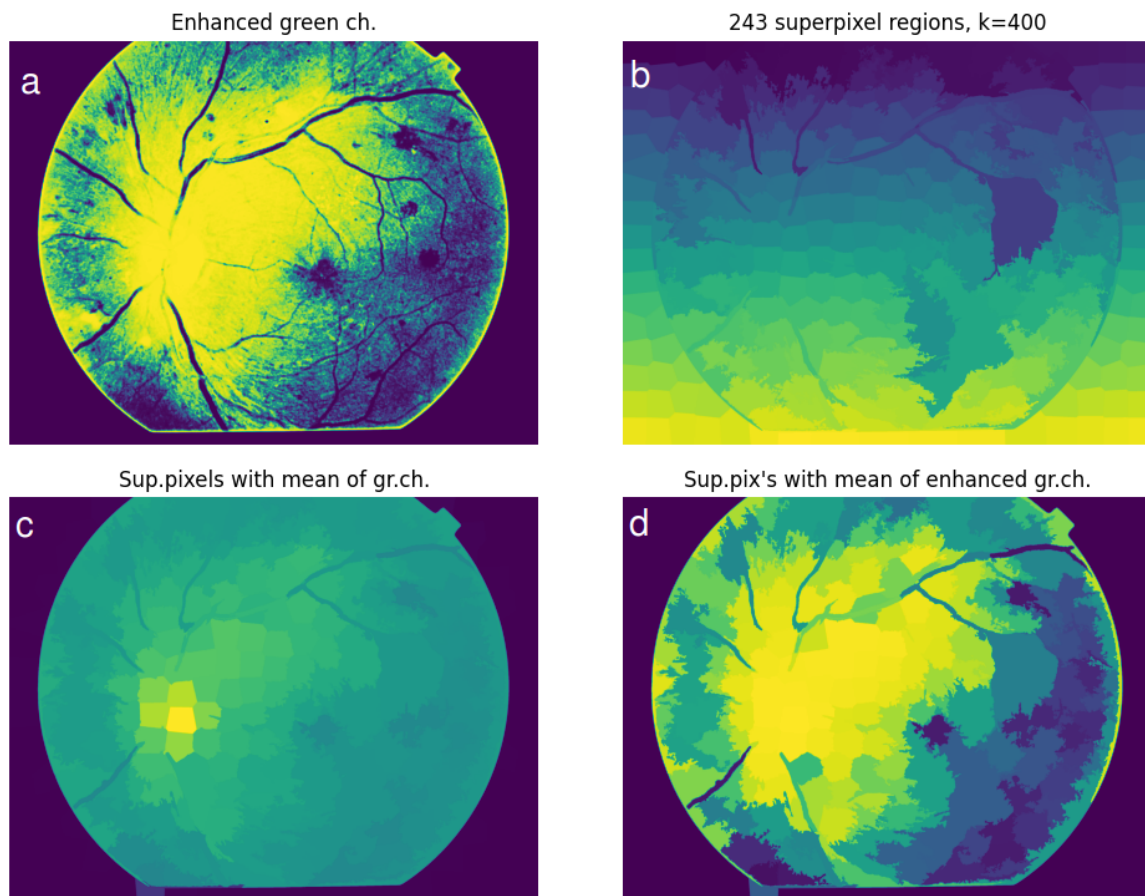 Enhanced green ch.
243 superpixel regions, k=400
a
b
Sup.pixels with mean of gr.ch.
Sup.pix's with mean of enhanced gr.ch.
c
d